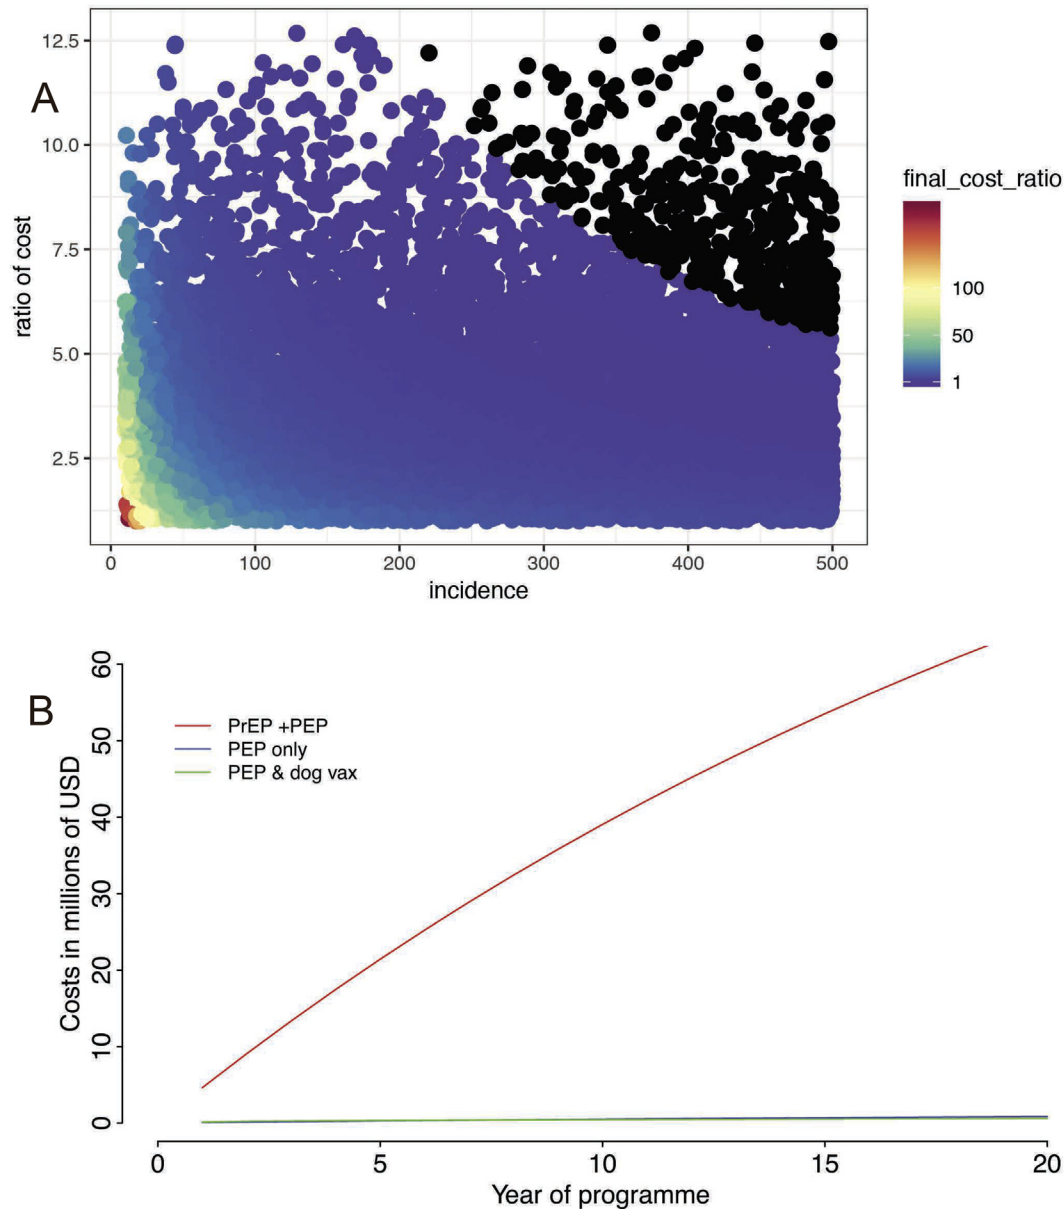 A
12.5
10.0
7.5
5.0
2.5
ratio of cost
0 100 200 300 400 500
incidence
final_cost_ratio
100
50
1
B
60
50
40
30
20
10
0
Costs in millions of USD
PrEP +PEP
PEP only
PEP & dog vax
0 5 10 15 20
Year of programme